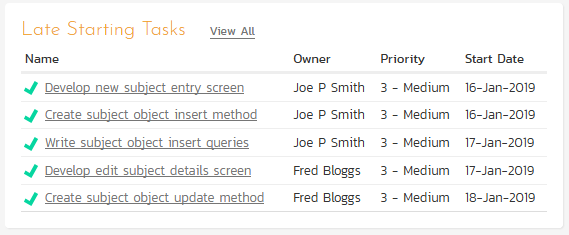 Late Starting Tasks View All
Name Owner Priority Start Date
Develop new subject entry screen Joe P Smith 3 - Medium 16-Jan-2019
Create subject object insert method Joe P Smith 3 - Medium 16-Jan-2019
Write subject object insert queries Joe P Smith 3 - Medium 17-Jan-2019
Develop edit subject details screen Fred Bloggs 3 - Medium 17-Jan-2019
Create subject object update method Fred Bloggs 3 - Medium 18-Jan-2019